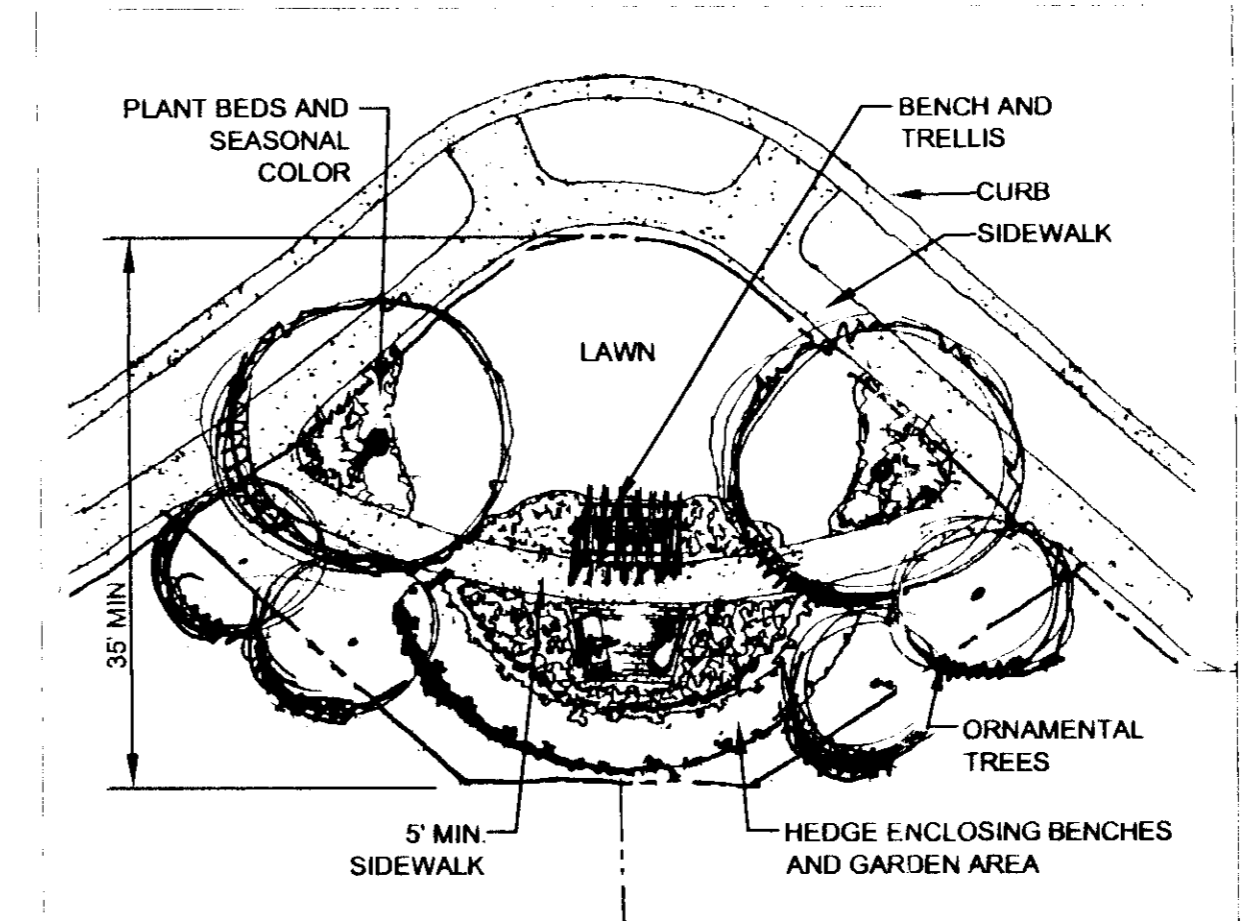 PLANT BEDS AND
SEASONAL
COLOR
BENCH AND
TRELLIS
CURB
SIDEWALK
LAWN
35' MIN
ORNAMENTAL
TREES
5' MIN.
SIDEWALK
HEDGE ENCLOSING BENCHES
AND GARDEN AREA